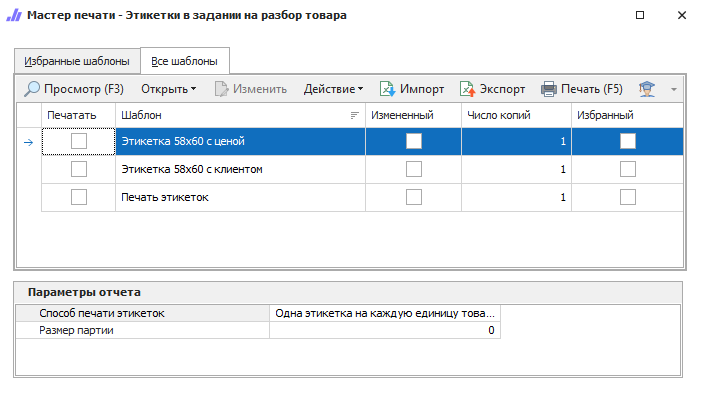 Мастер печати - Этикетки в задании на разбор товара
Избранные шаблоны Все шаблоны
Просмотр (F3) Открыть Изменить Действие Импорт Экспорт Печать (F5)
Печатать Шаблон Измененный Число копий Избранный
Этикетка 58х60 с ценой 1
Этикетка 58х60 с клиентом 1
Печать этикеток 1
Параметры отчета
Способ печати этикеток Одна этикетка на каждую единицу това...
Размер партии 0